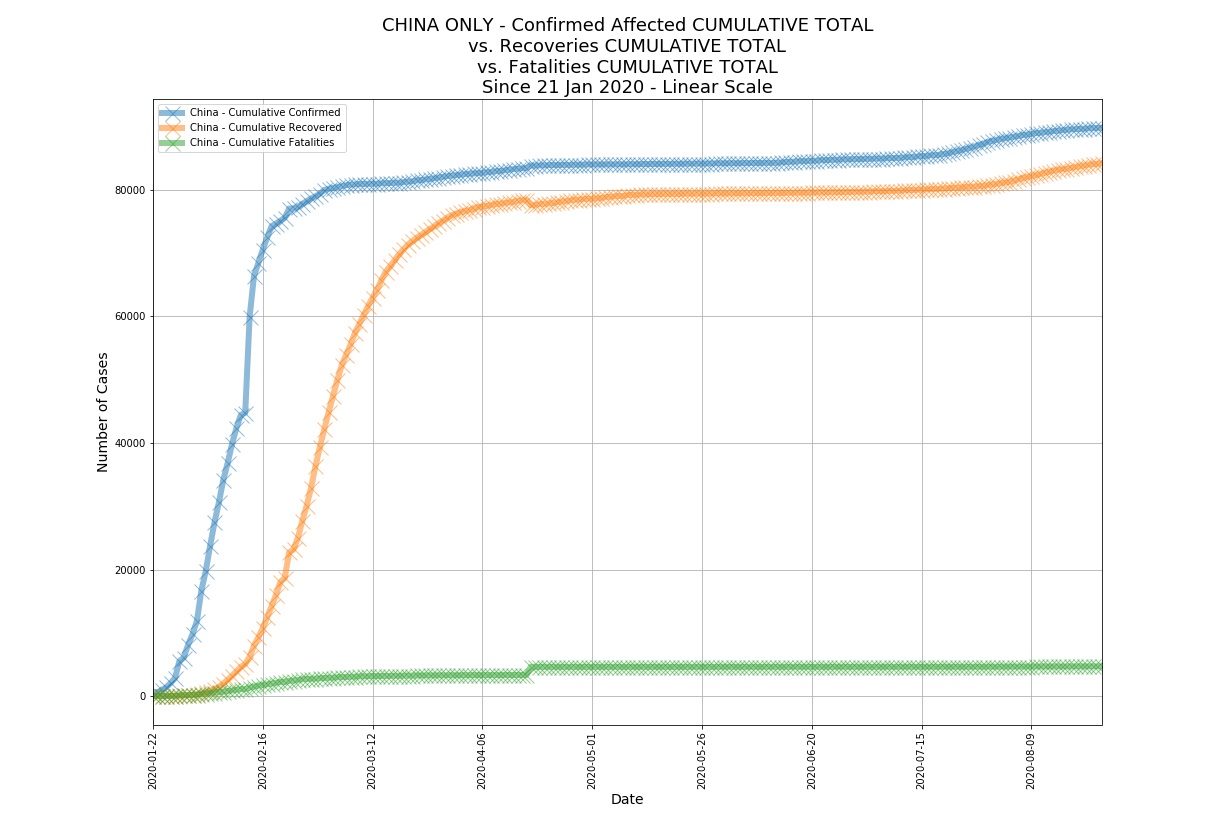 CHINA ONLY - Confirmed Affected CUMULATIVE TOTAL
vs. Recoveries CUMULATIVE TOTAL
vs. Fatalities CUMULATIVE TOTAL
Since 21 Jan 2020 - Linear Scale
China - Cumulative Confirmed
China - Cumulative Recovered
China - Cumulative Fatalities
Number of Cases
80000
60000
40000
20000
0
2020-01-22
2020-02-16
2020-03-12
2020-04-06
2020-05-01
2020-05-26
2020-06-20
2020-07-15
2020-08-09
Date